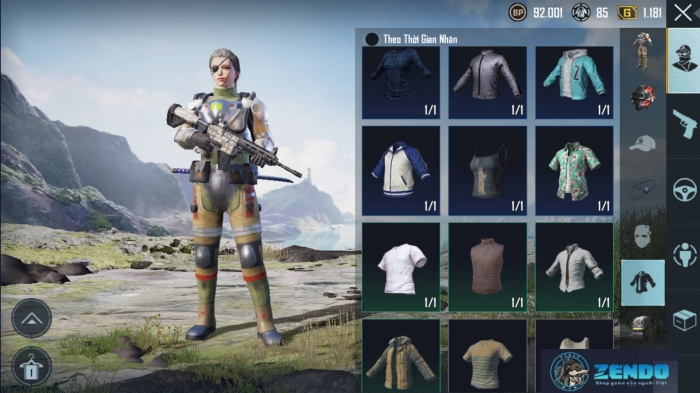 BP 92.001 85 G 1.181
Theo Thời Gian Nhận
1/1 1/1 1/1
1/1 1/1 1/1
1/1 1/1 1/1
ZENDO
Shop game của người Việt